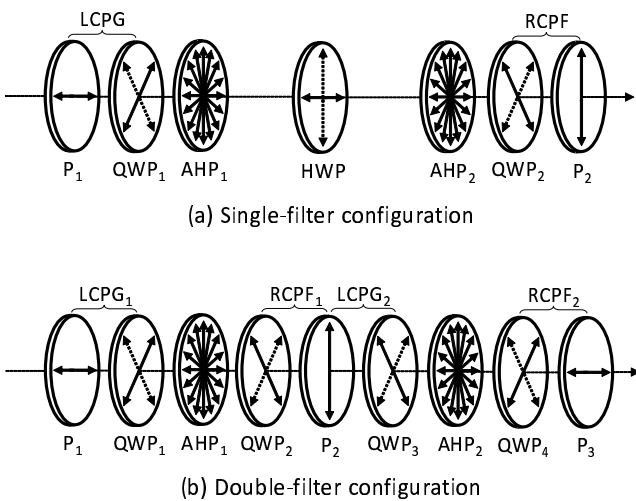 LCPG RCPF
P1 QWP1 AHP1 HWP AHP2 QWP2 P2
(a) Single-filter configuration
LCPG1 RCPF1 LCPG2 RCPF2
P1 QWP1 AHP1 QWP2 P2 QWP3 AHP2 QWP4 P3
(b) Double-filter configuration